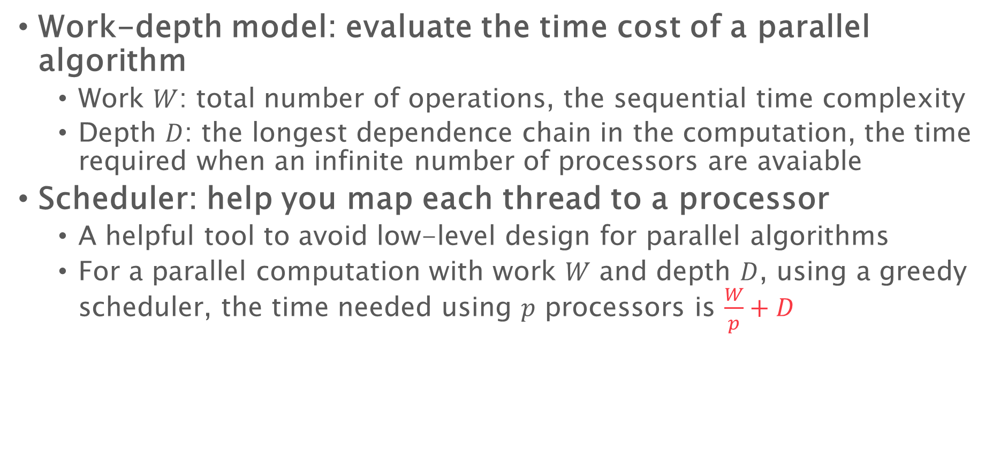 • Work-depth model: evaluate the time cost of a parallel
algorithm
• Work W: total number of operations, the sequential time complexity
• Depth D: the longest dependence chain in the computation, the time
required when an infinite number of processors are avaiable
• Scheduler: help you map each thread to a processor
• A helpful tool to avoid low-level design for parallel algorithms
• For a parallel computation with work W and depth D, using a greedy
scheduler, the time needed using p processors is W/p + D